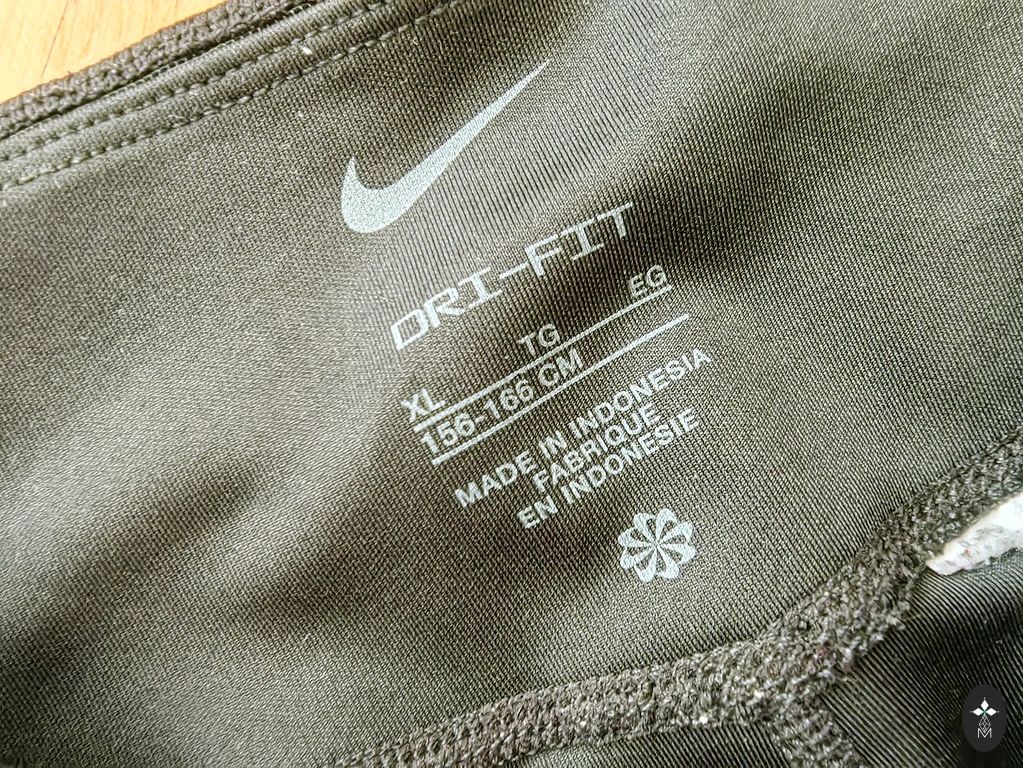 DRI-FIT
XL TG EG
156-166 CM
MADE IN INDONESIA
FABRIQUE
EN INDONESIE
M